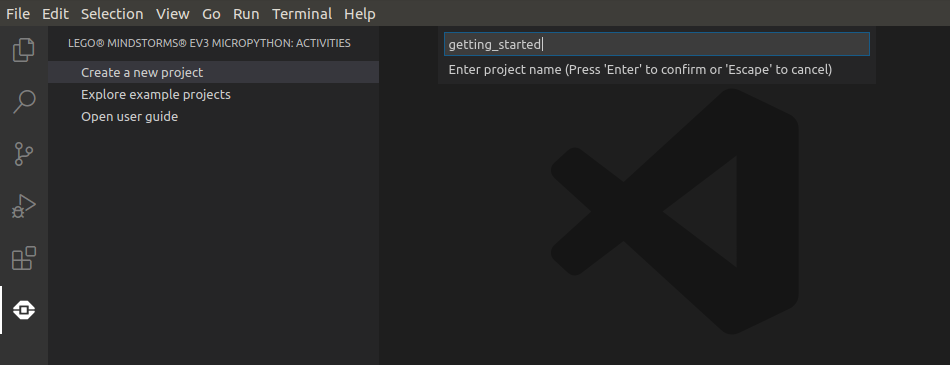 File Edit Selection View Go Run Terminal Help
LEGO® MINDSTORMS® EV3 MICROPYTHON: ACTIVITIES
Create a new project
Explore example projects
Open user guide
getting_started
Enter project name (Press 'Enter' to confirm or 'Escape' to cancel)